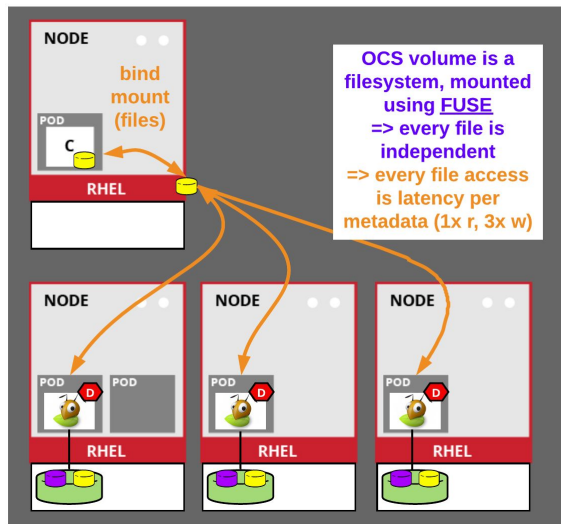 NODE
bind
mount
(files)
POD
C
RHEL
OCS volume is a
filesystem, mounted
using FUSE
=> every file is
independent
=> every file access
is latency per
metadata (1x r, 3x w)
NODE
POD
D
POD
RHEL
NODE
POD
D
RHEL
NODE
POD
D
RHEL